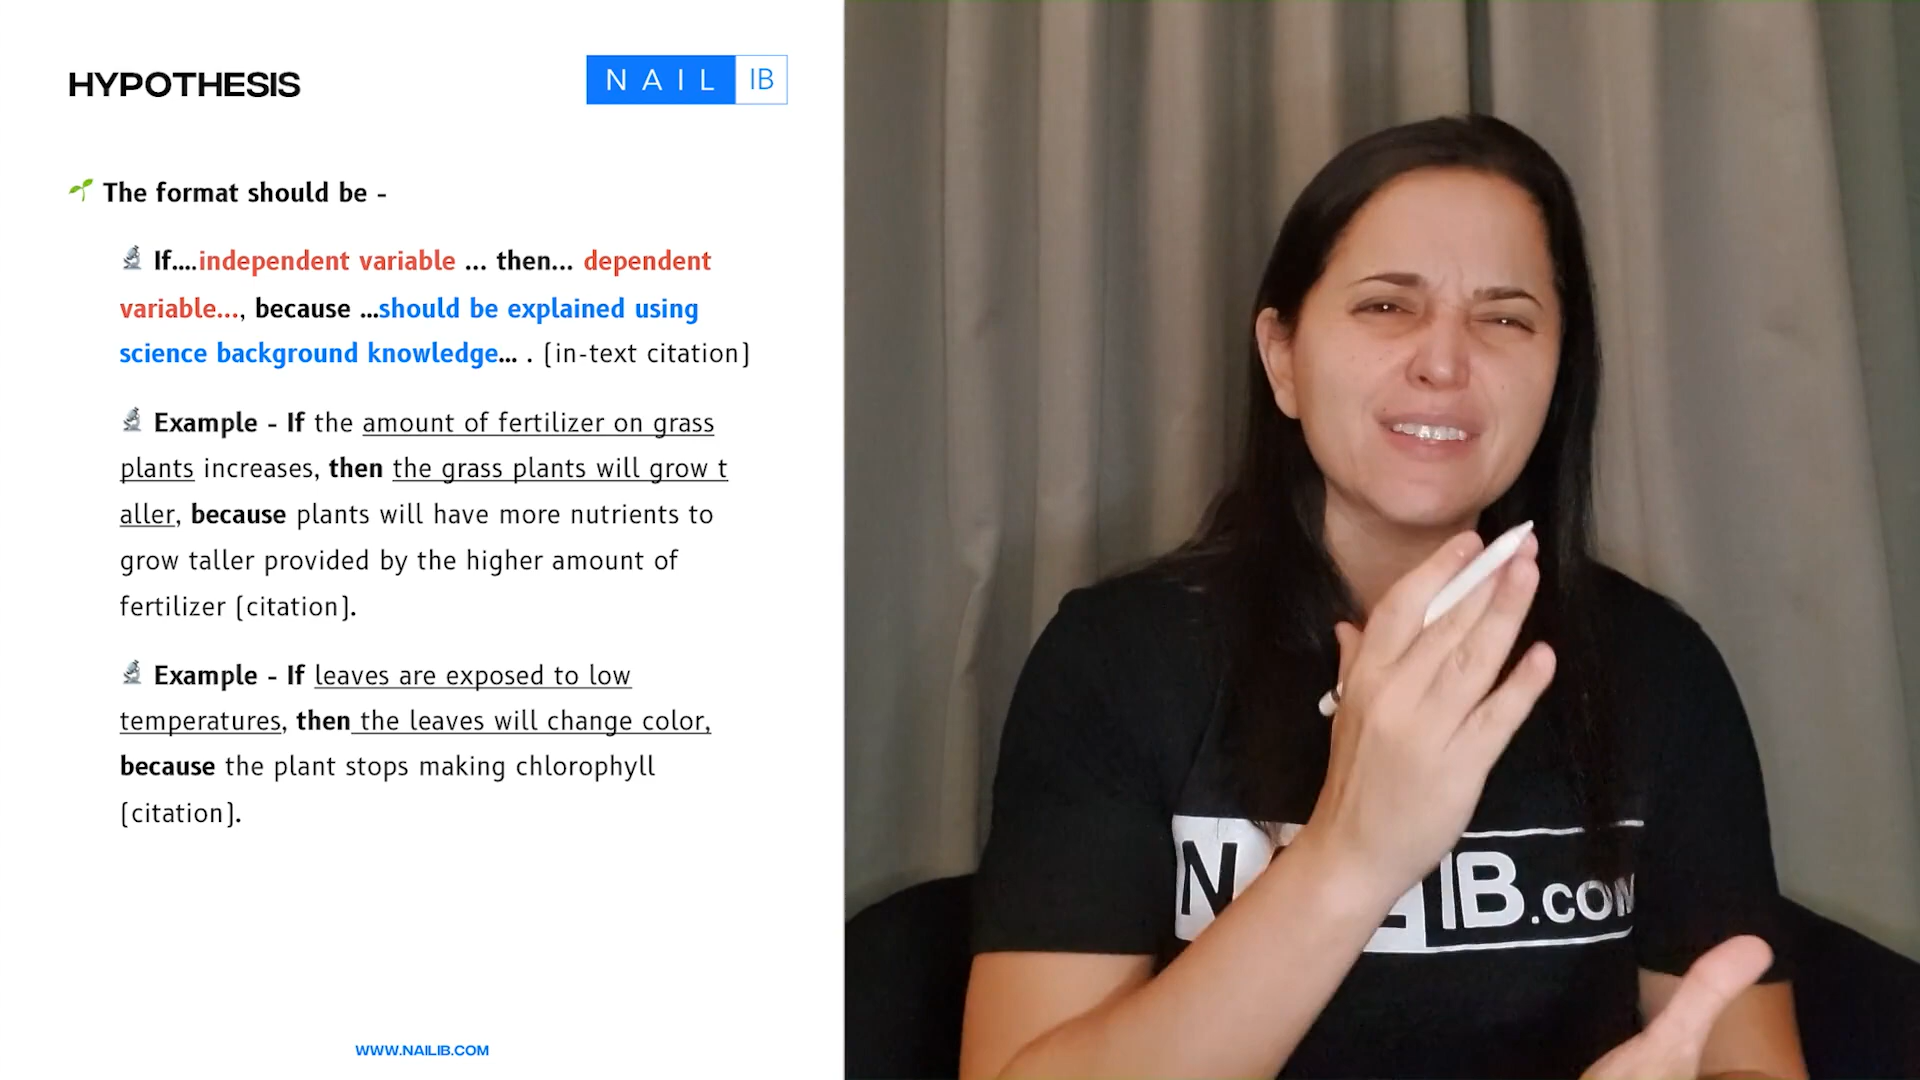 HYPOTHESIS
NAIL IB
The format should be -
If....independent variable ... then... dependent
variable..., because ...should be explained using
science background knowledge... . (in-text citation)
Example - If the amount of fertilizer on grass
plants increases, then the grass plants will grow t
aller, because plants will have more nutrients to
grow taller provided by the higher amount of
fertilizer (citation).
Example - If leaves are exposed to low
temperatures, then the leaves will change color,
because the plant stops making chlorophyll
(citation).
WWW.NAILIB.COM
N IB.COM